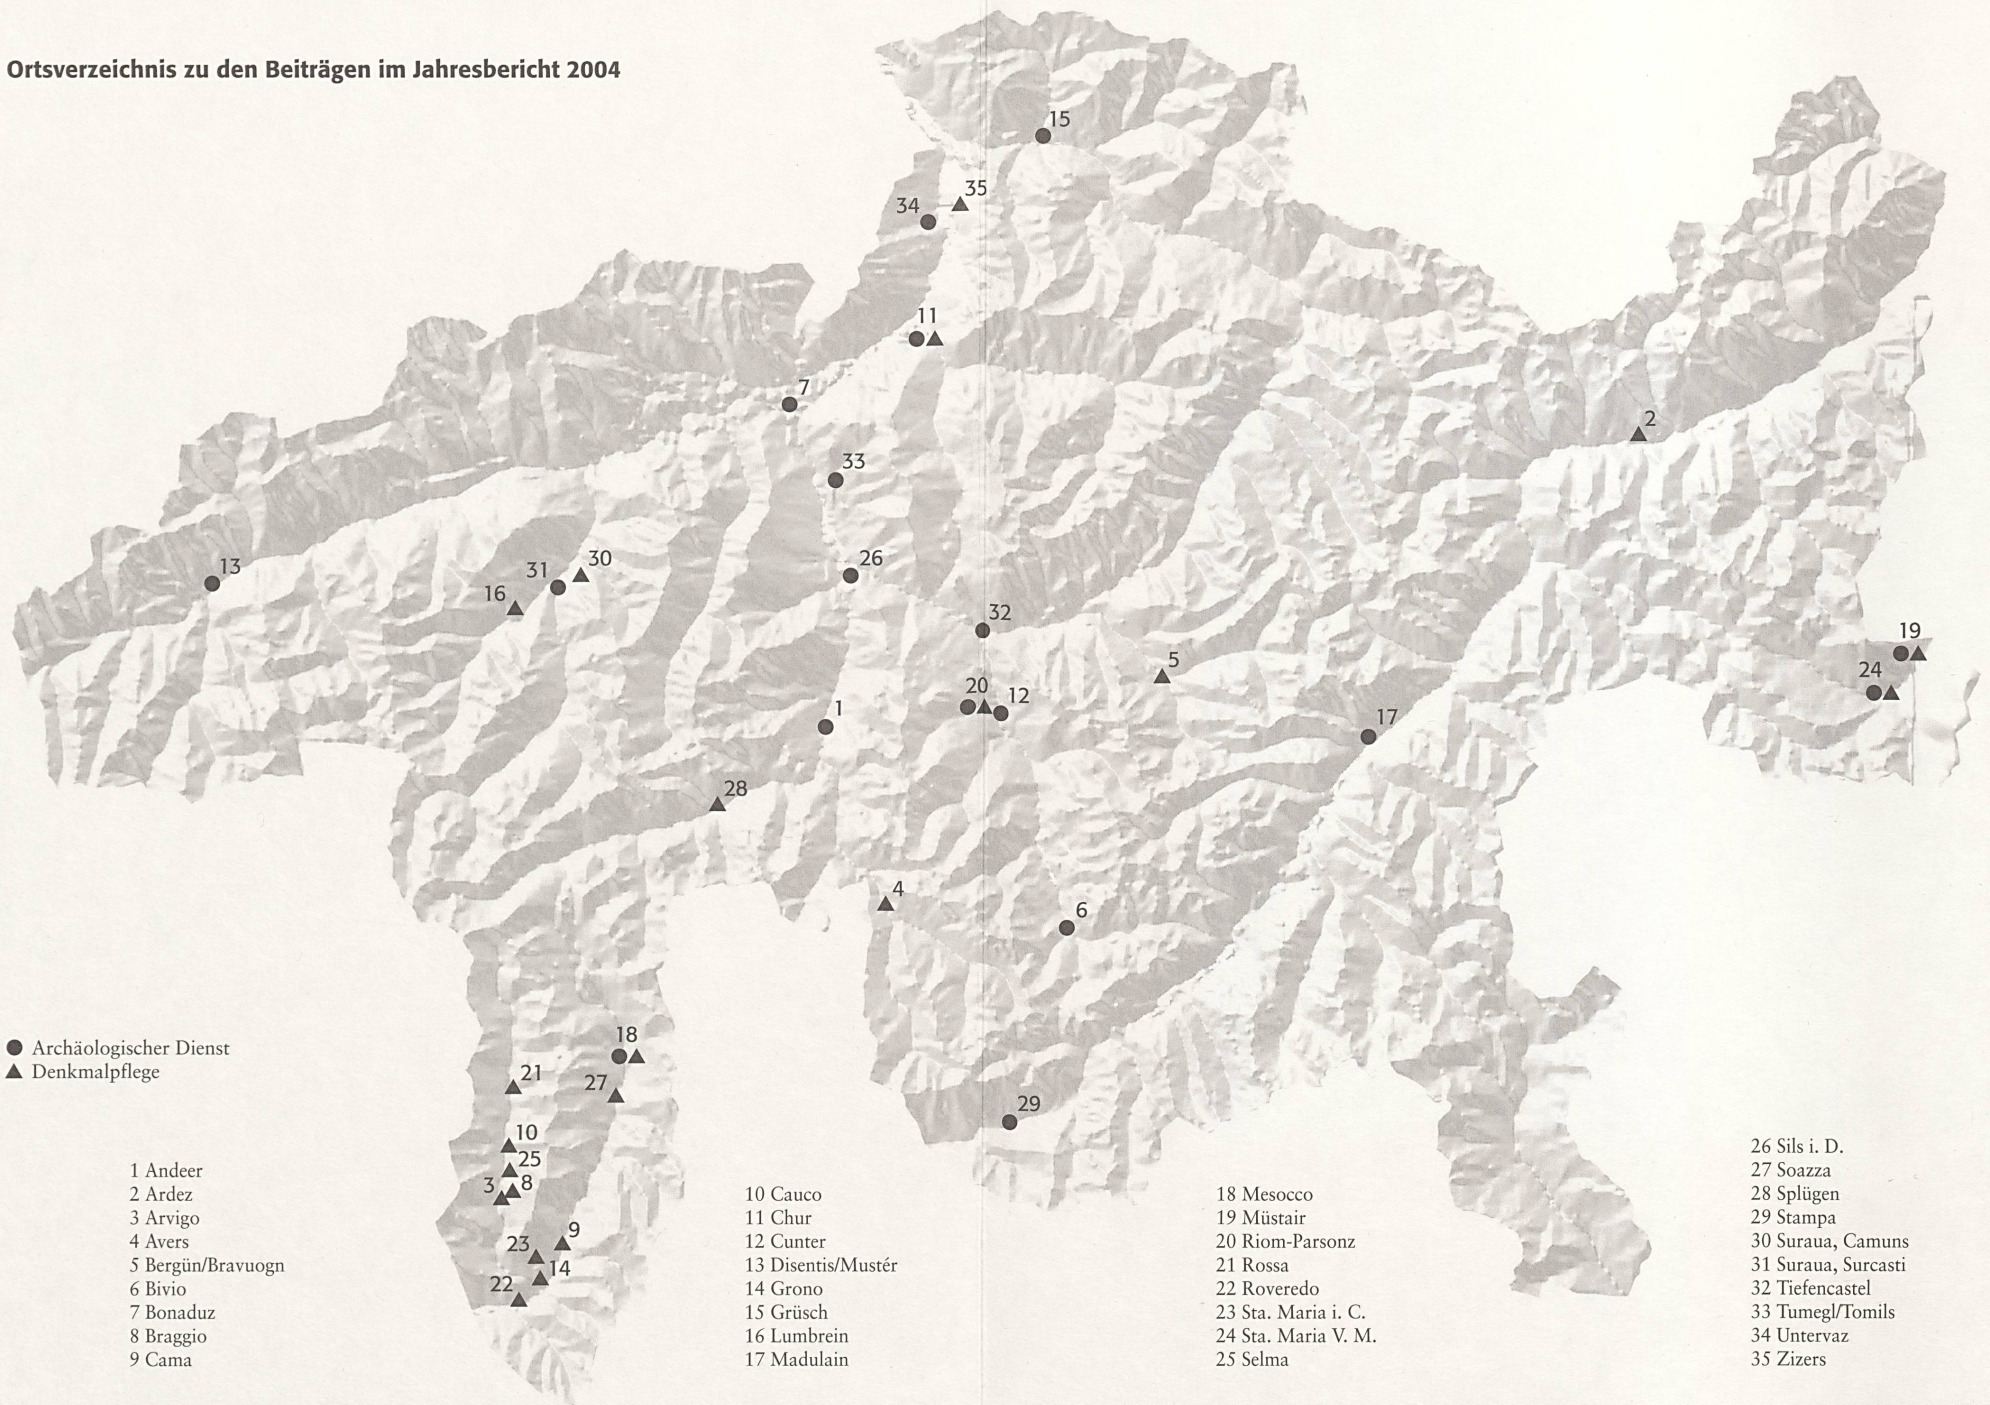 Ortsverzeichnis zu den Beiträgen im Jahresbericht 2004
15
35
34
11
7
2
33
13
31
30
16
26
32
19
5
24
20
12
1
17
28
4
6
18
21
27
29
10
25
3
8
9
23
14
22
Archäologischer Dienst
Denkmalpflege
1 Andeer
2 Ardez
3 Arvigo
4 Avers
5 Bergün/Bravuogn
6 Bivio
7 Bonaduz
8 Braggio
9 Cama
10 Cauco
11 Chur
12 Cunter
13 Disentis/Mustér
14 Grono
15 Grüsch
16 Lumbrein
17 Madulain
18 Mesocco
19 Müstair
20 Riom-Parsonz
21 Rossa
22 Roveredo
23 Sta. Maria i. C.
24 Sta. Maria V. M.
25 Selma
26 Sils i. D.
27 Soazza
28 Splügen
29 Stampa
30 Suraua, Camuns
31 Suraua, Surcasti
32 Tiefencastel
33 Tumegl/Tomils
34 Untervaz
35 Zizers